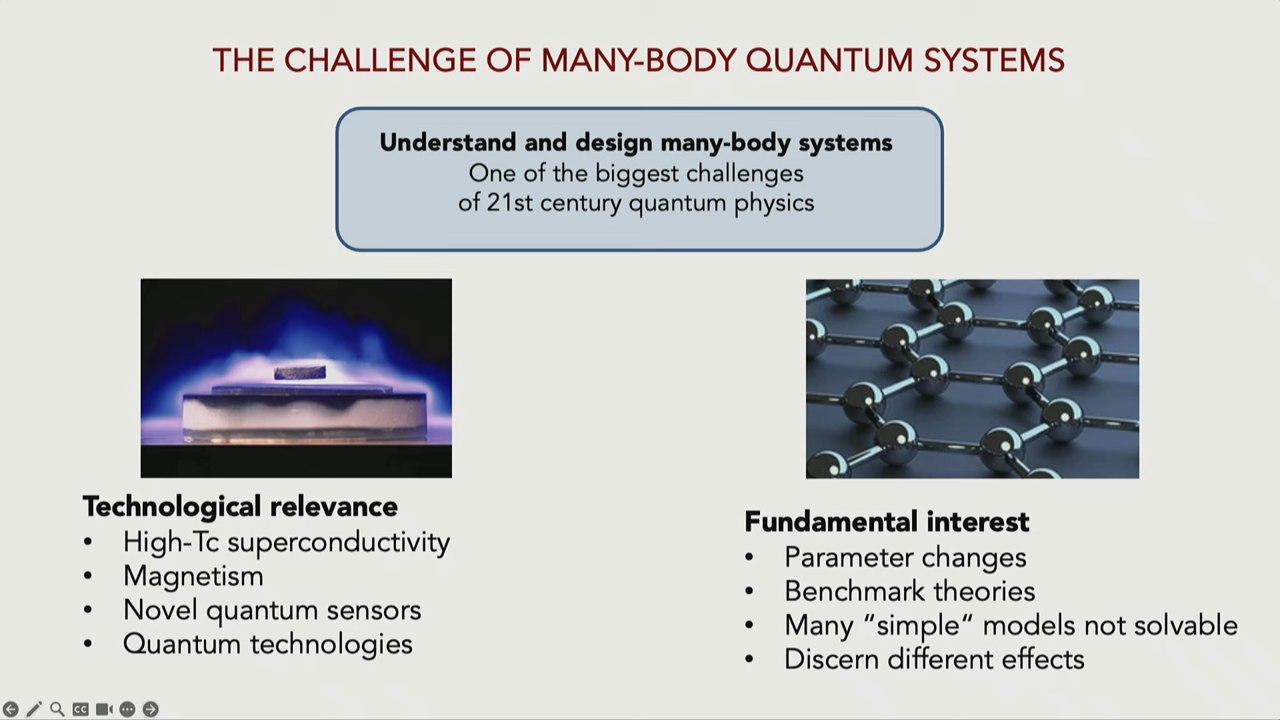 THE CHALLENGE OF MANY-BODY QUANTUM SYSTEMS
Understand and design many-body systems
One of the biggest challenges
of 21st century quantum physics
Technological relevance
• High-Tc superconductivity
• Magnetism
• Novel quantum sensors
• Quantum technologies
Fundamental interest
• Parameter changes
• Benchmark theories
• Many “simple“ models not solvable
• Discern different effects
CC